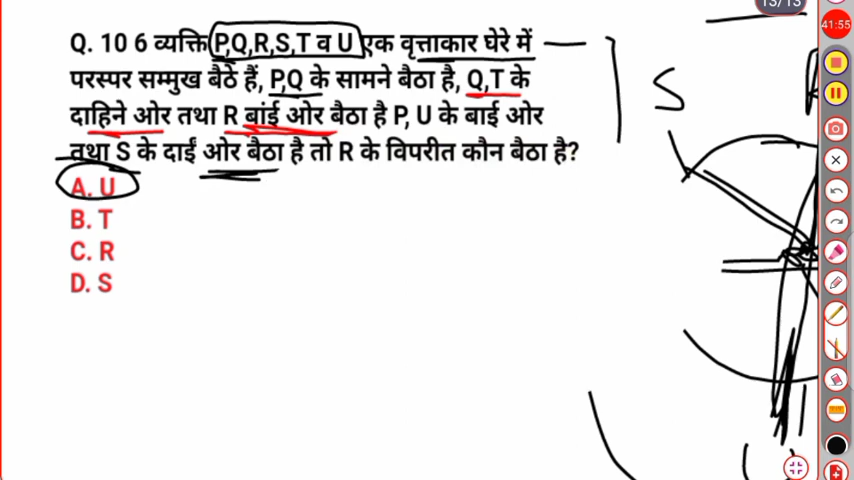 13/13
41:55
Q. 10 6 व्यक्ति P,Q,R,S,T व U एक वृत्ताकार घेरे में
परस्पर सम्मुख बैठे हैं, P,Q के सामने बैठा है, Q,T के
दाहिने ओर तथा R बांई ओर बैठा है P, U के बाई ओर
तथा S के दाईं ओर बैठा है तो R के विपरीत कौन बैठा है?
S
A. U
B. T
C. R
D. S